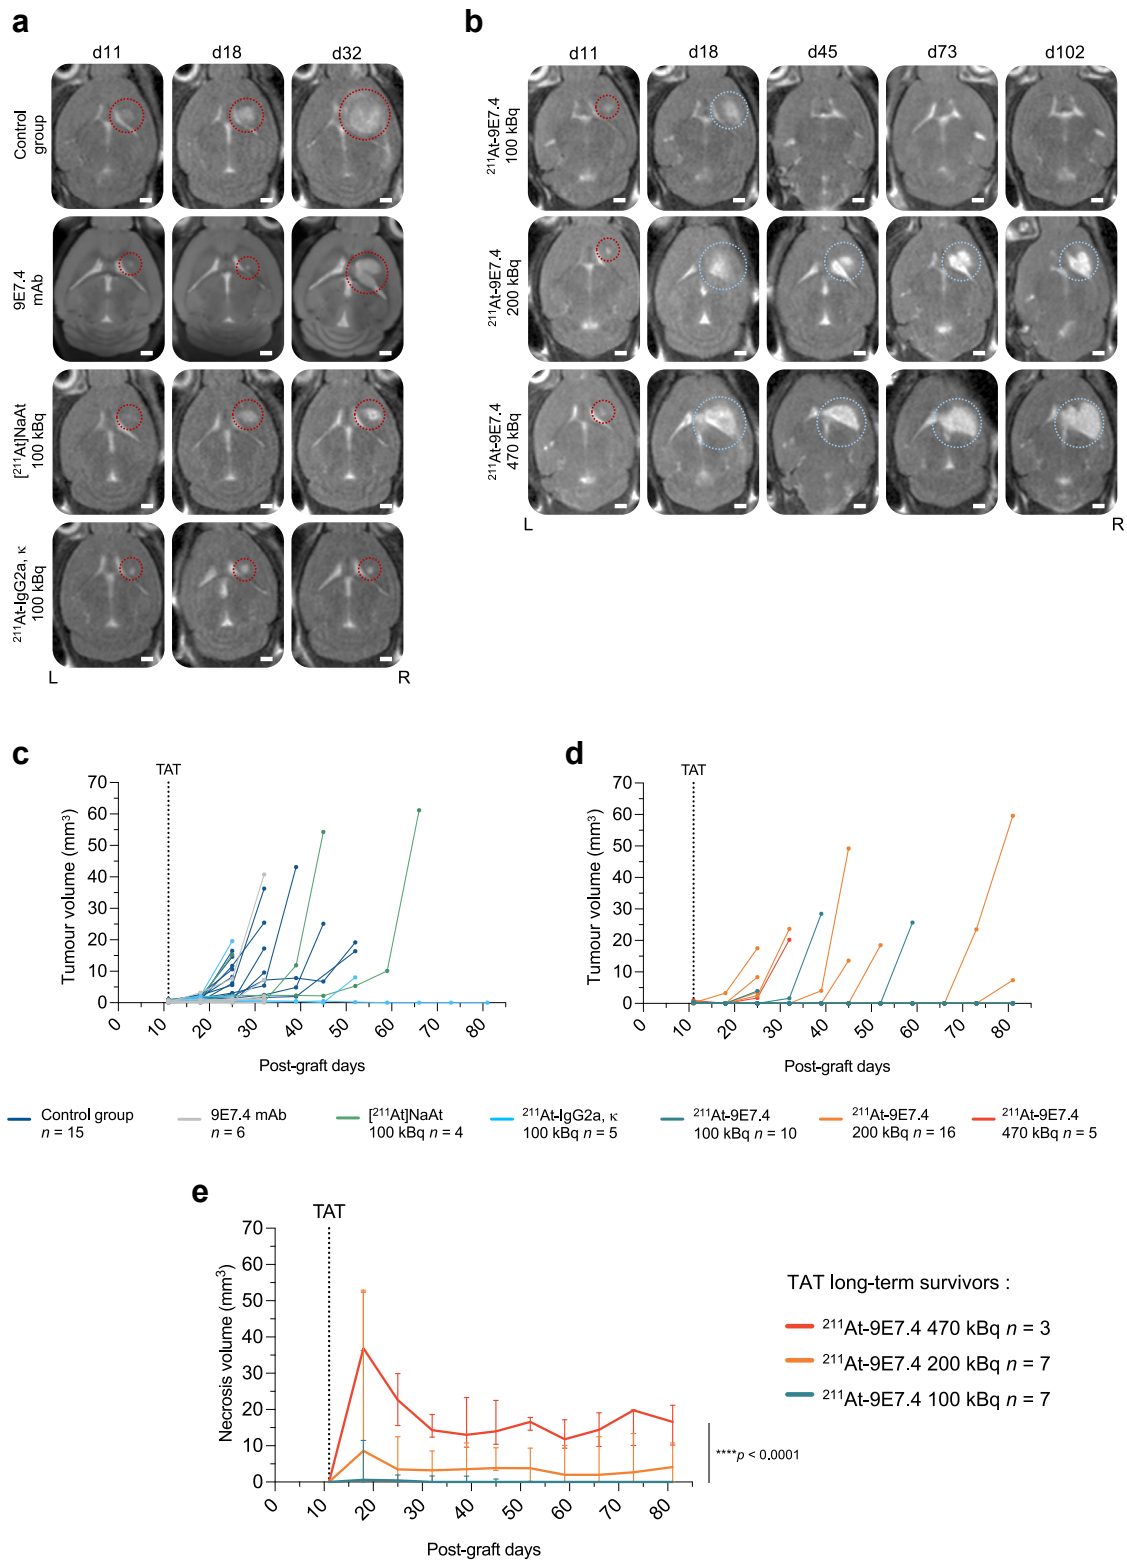 a
d11 d18 d32
Control
group
9E7.4
mAb
[²¹¹At]NaAt
100 kBq
²¹¹At-IgG2a, κ
100 kBq
L R
b
d11 d18 d45 d73 d102
²¹¹At-9E7.4
100 kBq
²¹¹At-9E7.4
200 kBq
²¹¹At-9E7.4
470 kBq
L R
c
TAT
Tumour volume (mm³)
70
60
50
40
30
20
10
0
0 10 20 30 40 50 60 70 80
Post-graft days
d
TAT
Tumour volume (mm³)
70
60
50
40
30
20
10
0
0 10 20 30 40 50 60 70 80
Post-graft days
Control group
n = 15
9E7.4 mAb
n = 6
[²¹¹At]NaAt
100 kBq n = 4
²¹¹At-IgG2a, κ
100 kBq n = 5
²¹¹At-9E7.4
100 kBq n = 10
²¹¹At-9E7.4
200 kBq n = 16
²¹¹At-9E7.4
470 kBq n = 5
e
TAT
Necrosis volume (mm³)
70
60
50
40
30
20
10
0
0 10 20 30 40 50 60 70 80
Post-graft days
****p < 0.0001
TAT long-term survivors :
²¹¹At-9E7.4 470 kBq n = 3
²¹¹At-9E7.4 200 kBq n = 7
²¹¹At-9E7.4 100 kBq n = 7